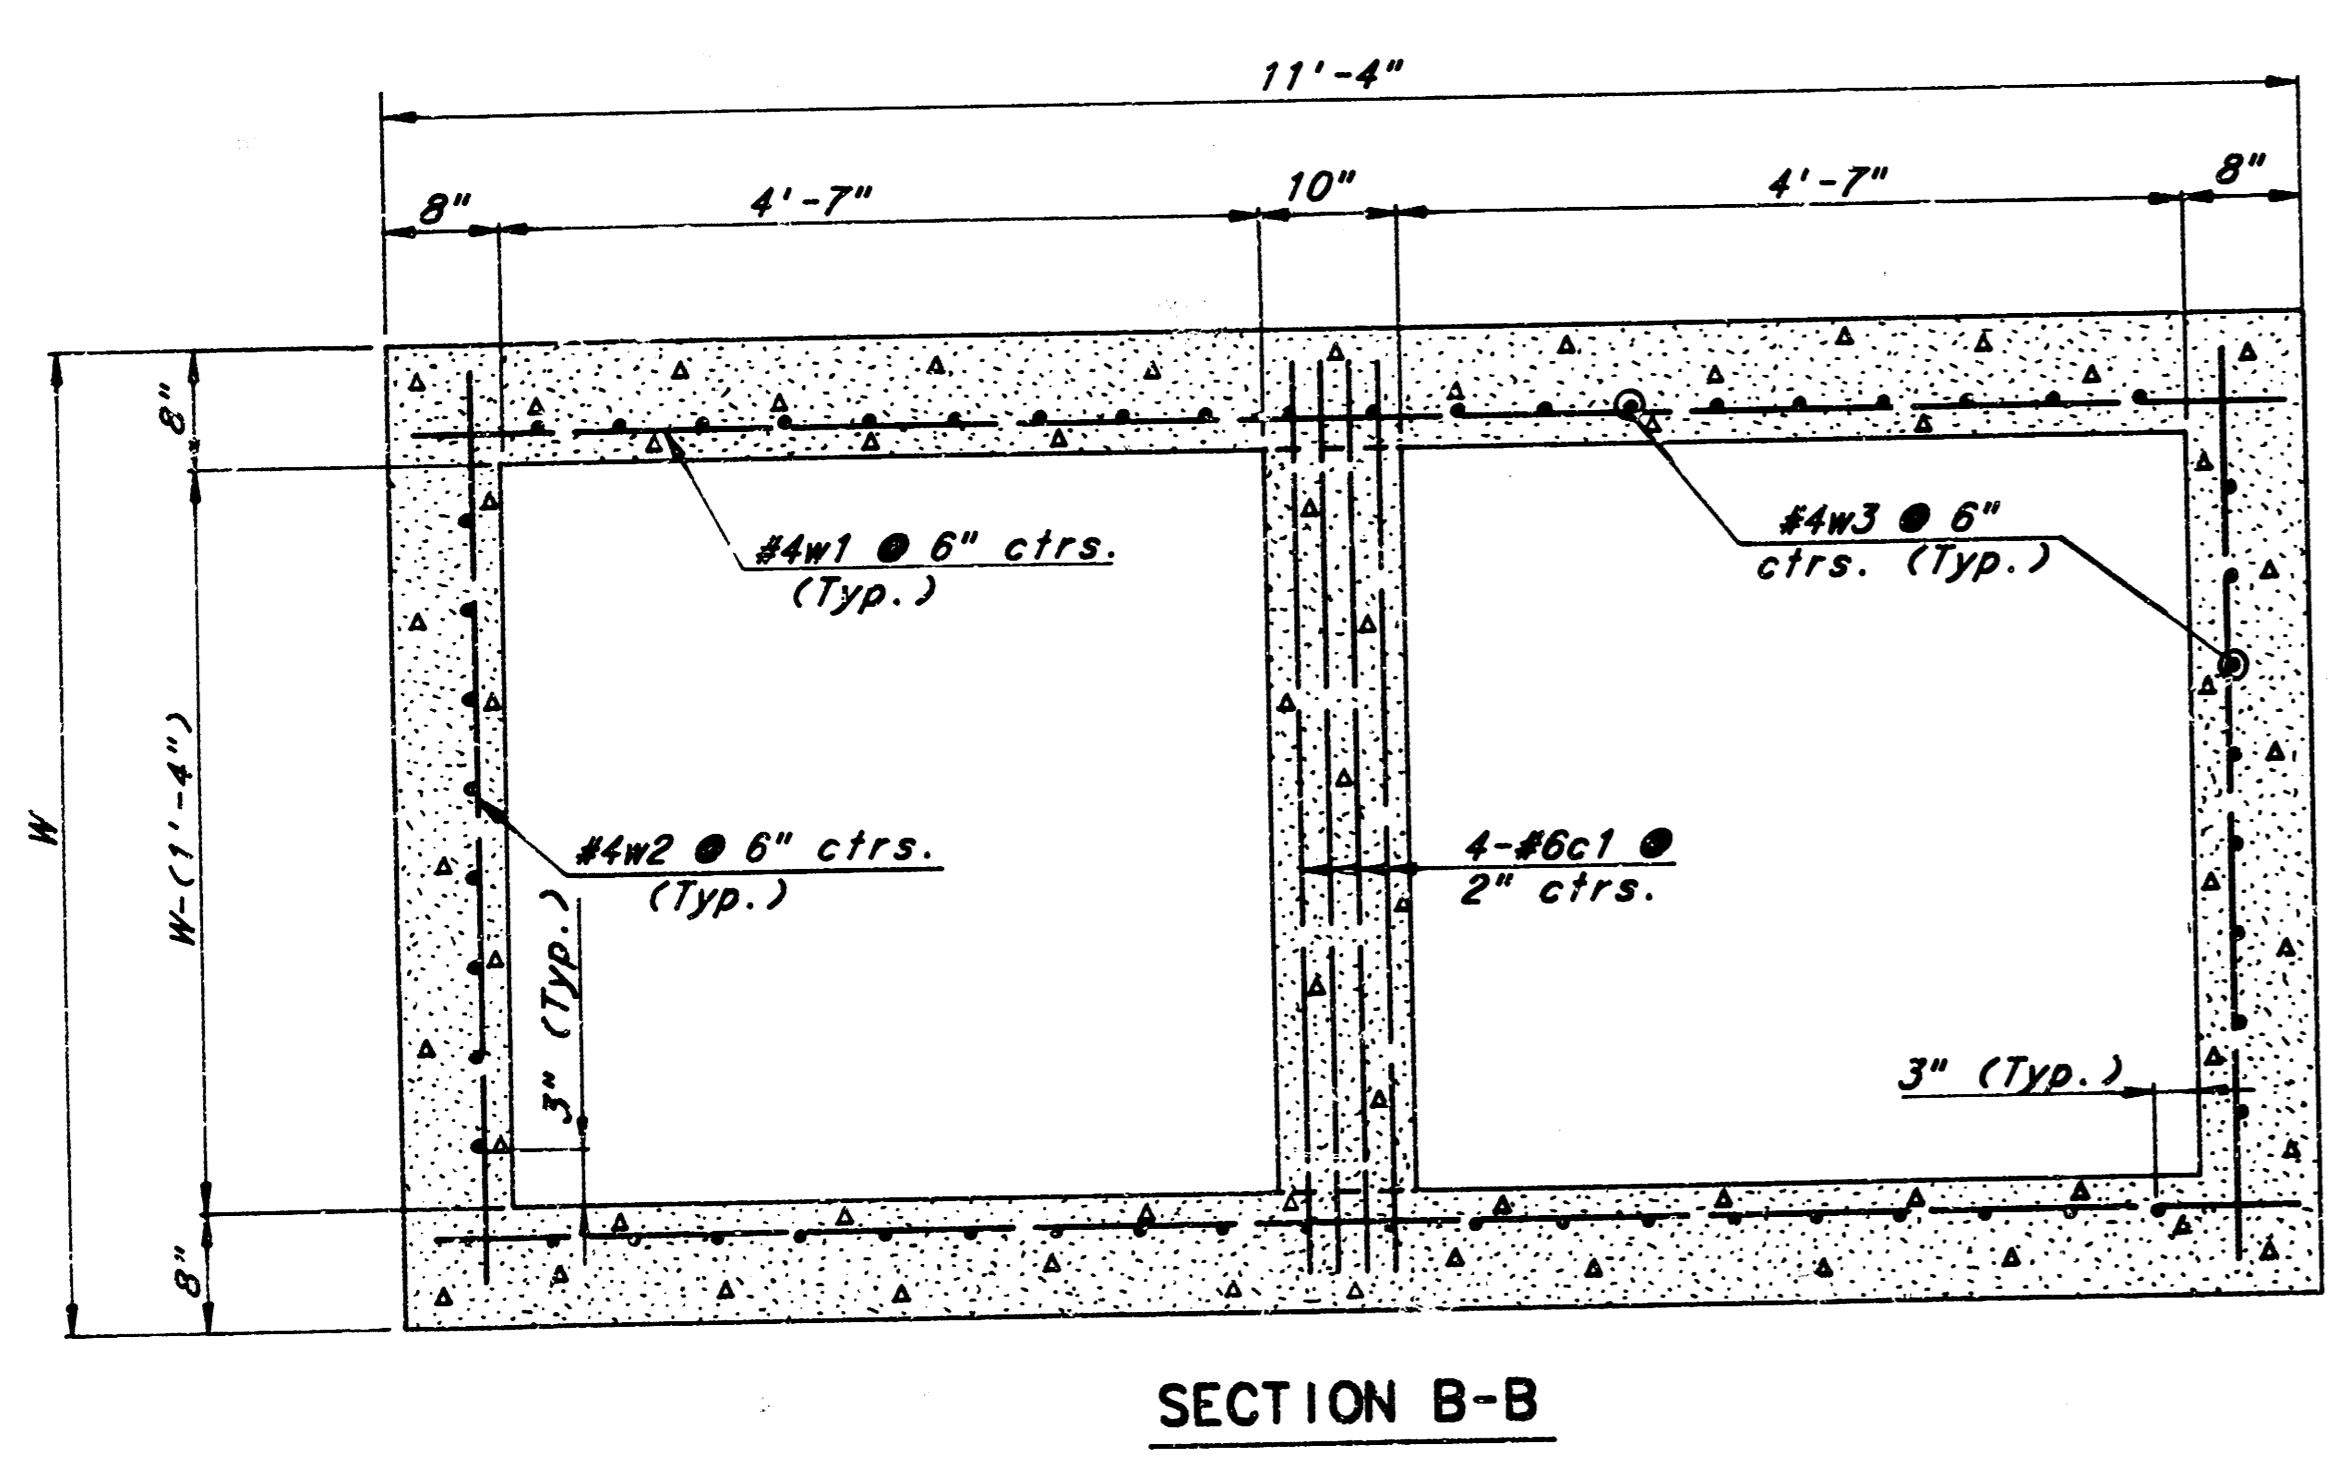 11'-4"
8"
4'-7"
10"
4'-7"
8"
8"
W-(1'-4")
W
8"
#4w1 @ 6" ctrs.
(Typ.)
#4w3 @ 6"
ctrs. (Typ.)
#4w2 @ 6" ctrs.
(Typ.)
3" (Typ.)
4-#6c1 @
2" ctrs.
3" (Typ.)
SECTION B-B